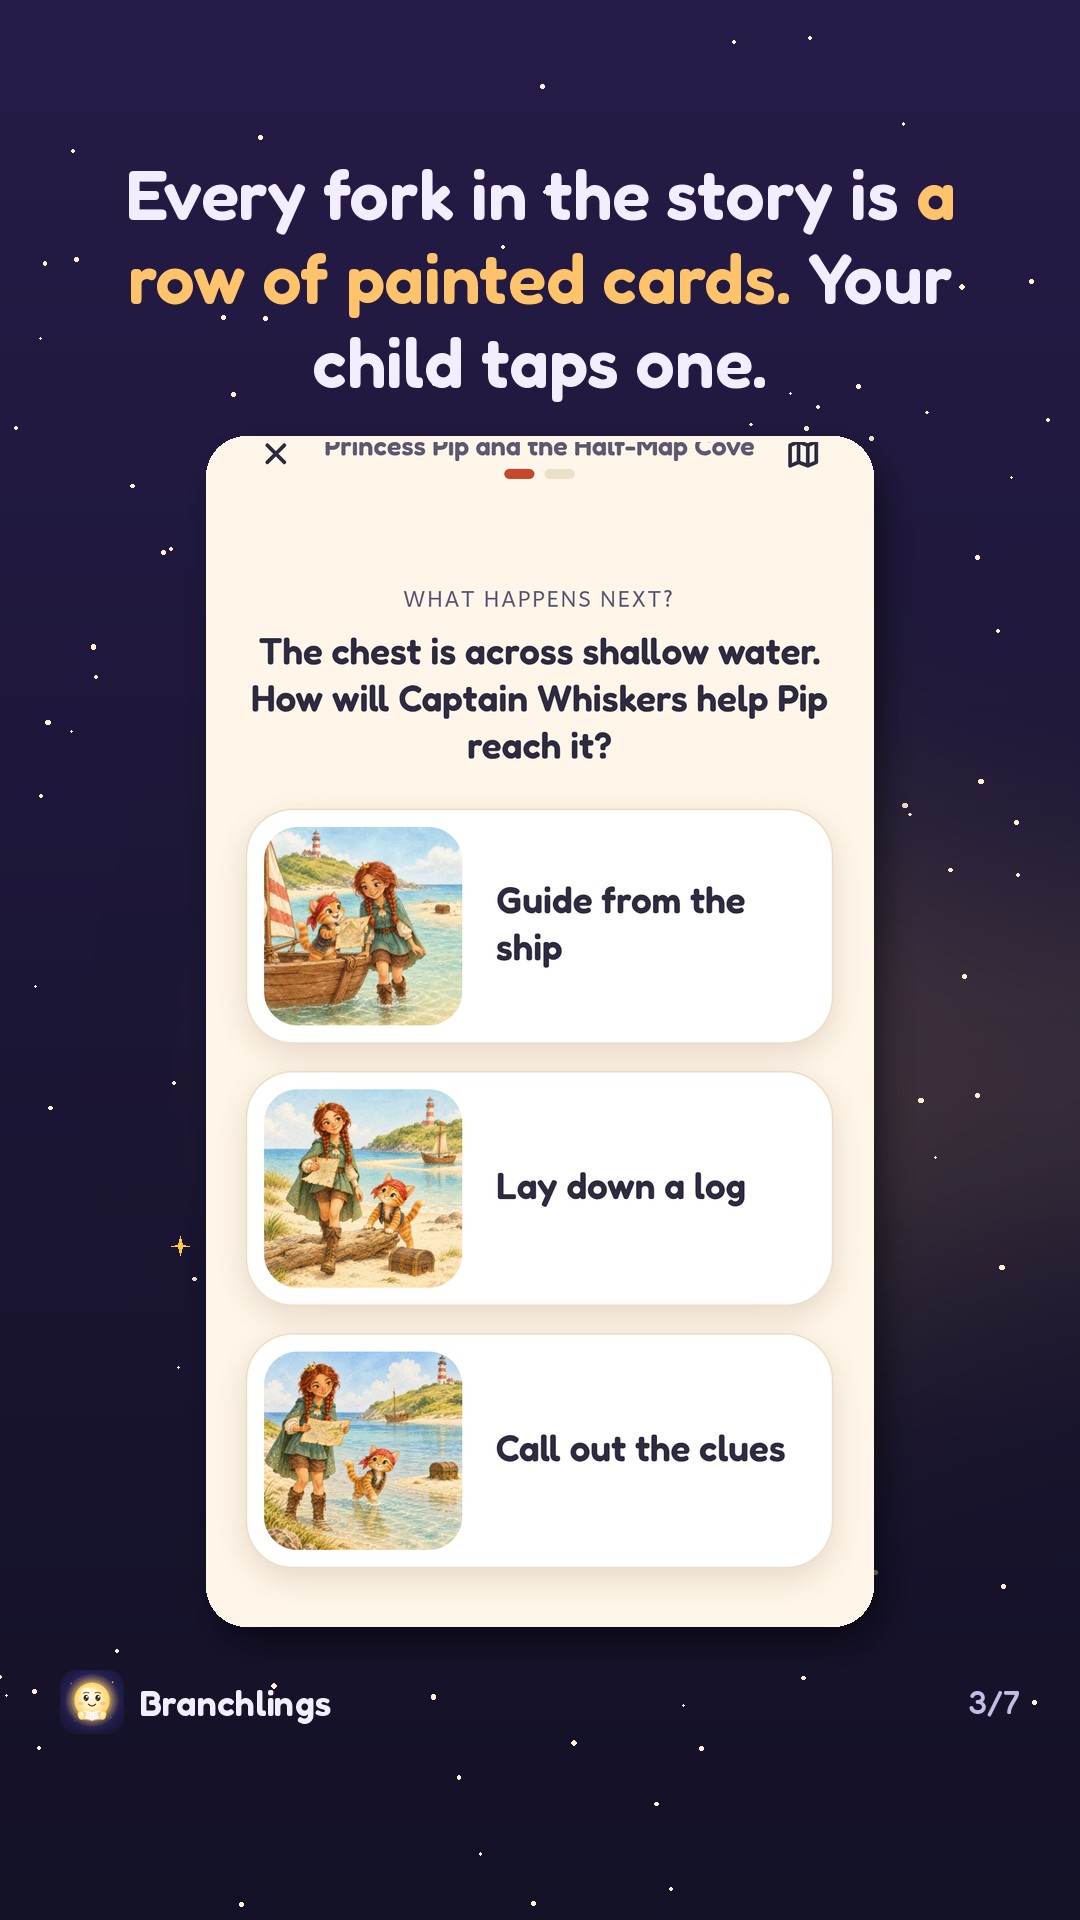 Every fork in the story is a
row of painted cards. Your
child taps one.
Princess Pip and the Half-Map Cove
WHAT HAPPENS NEXT?
The chest is across shallow water.
How will Captain Whiskers help Pip
reach it?
Guide from the
ship
Lay down a log
Call out the clues
Branchlings
3/7